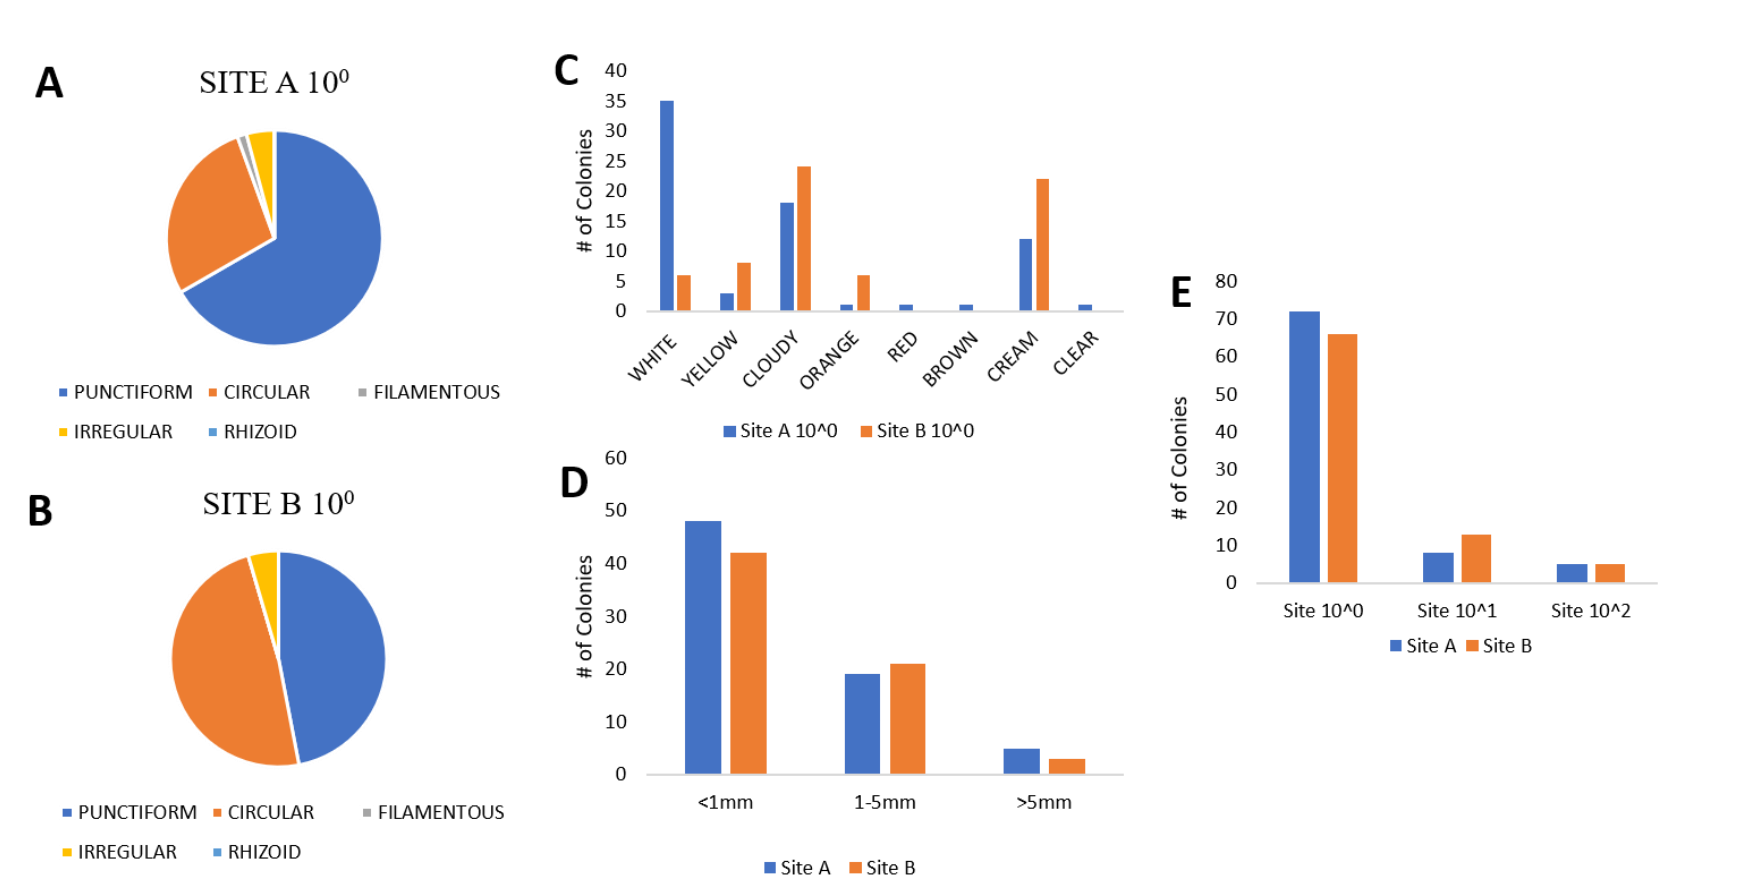 A
SITE A 10⁰
PUNCTIFORM CIRCULAR FILAMENTOUS
IRREGULAR RHIZOID
B
SITE B 10⁰
PUNCTIFORM CIRCULAR FILAMENTOUS
IRREGULAR RHIZOID
C
# of Colonies
40
35
30
25
20
15
10
5
0
WHITE YELLOW CLOUDY ORANGE RED BROWN CREAM CLEAR
Site A 10^0 Site B 10^0
D
# of Colonies
60
50
40
30
20
10
0
<1mm 1-5mm >5mm
Site A Site B
E
# of Colonies
80
70
60
50
40
30
20
10
0
Site 10^0 Site 10^1 Site 10^2
Site A Site B